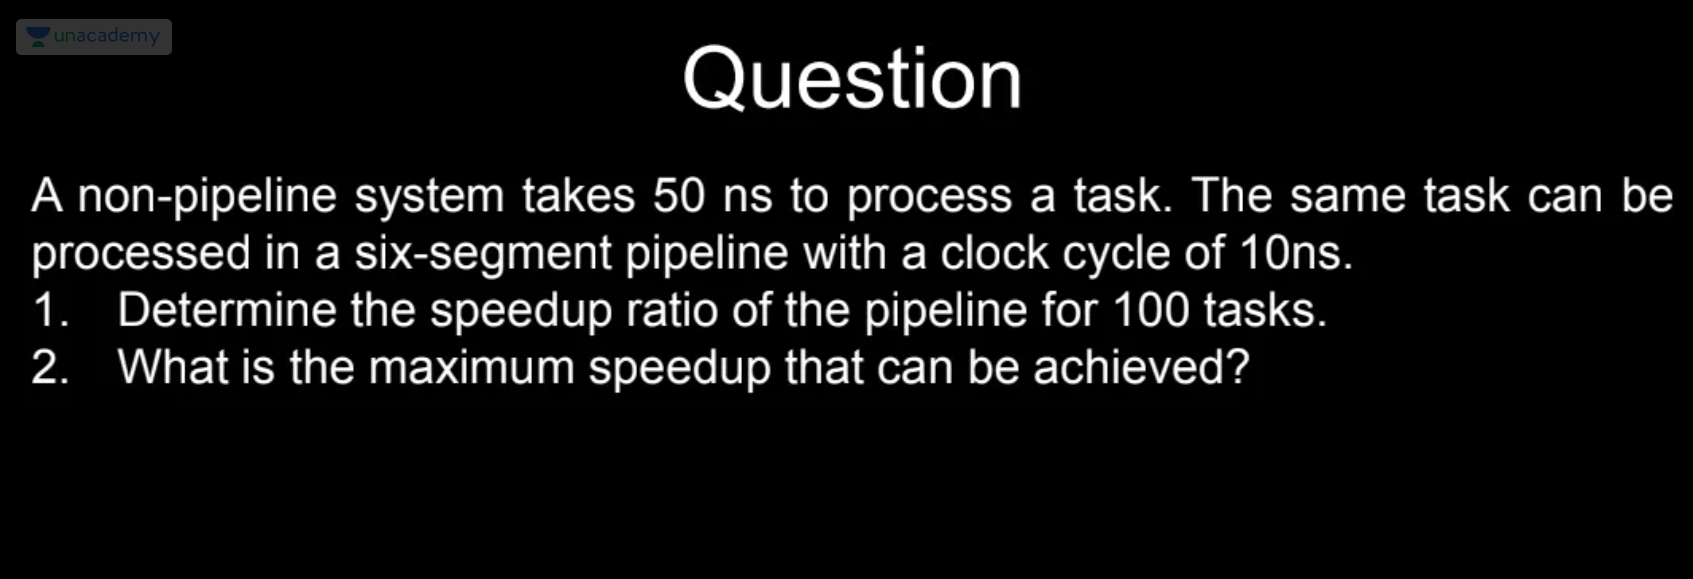 unacademy
Question
A non-pipeline system takes 50 ns to process a task. The same task can be
processed in a six-segment pipeline with a clock cycle of 10ns.
1. Determine the speedup ratio of the pipeline for 100 tasks.
2. What is the maximum speedup that can be achieved?